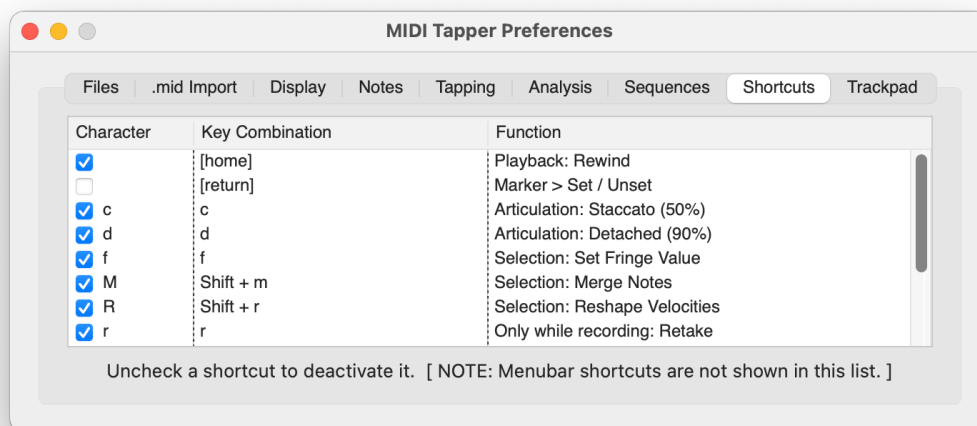 MIDI Tapper Preferences
Files .mid Import Display Notes Tapping Analysis Sequences Shortcuts Trackpad
Character Key Combination Function
[home] Playback: Rewind
[return] Marker > Set / Unset
c c Articulation: Staccato (50%)
d d Articulation: Detached (90%)
f f Selection: Set Fringe Value
M Shift + m Selection: Merge Notes
R Shift + r Selection: Reshape Velocities
r r Only while recording: Retake
Uncheck a shortcut to deactivate it. [ NOTE: Menubar shortcuts are not shown in this list. ]